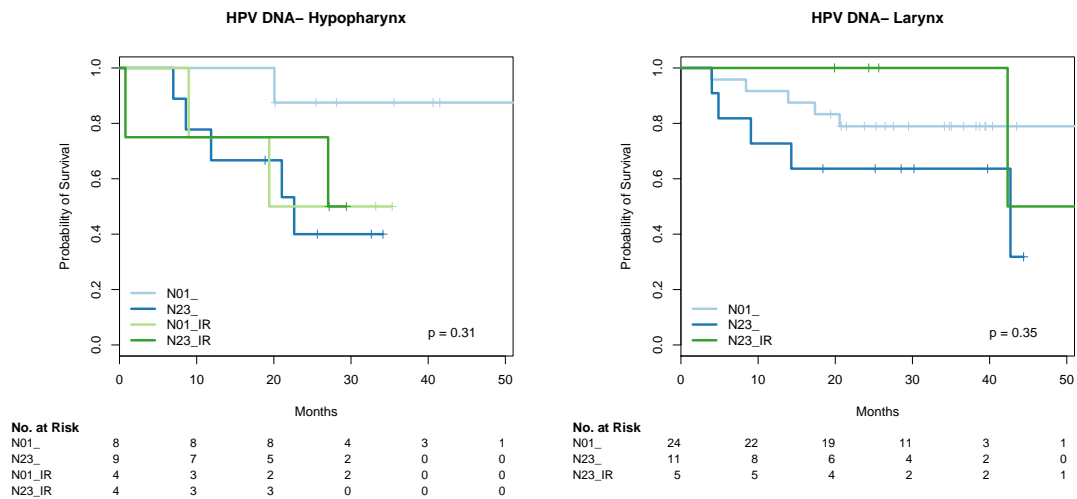 HPV DNA− Hypopharynx
Probability of Survival
1.0
0.8
0.6
0.4
0.2
0.0
N01_
N23_
N01_IR
N23_IR
p = 0.31
0 10 20 30 40 50
Months
No. at Risk
N01_ 8 8 8 4 3 1
N23_ 9 7 5 2 0 0
N01_IR 4 3 2 2 0 0
N23_IR 4 3 3 0 0 0
HPV DNA− Larynx
Probability of Survival
1.0
0.8
0.6
0.4
0.2
0.0
N01_
N23_
N23_IR
p = 0.35
0 10 20 30 40 50
Months
No. at Risk
N01_ 24 22 19 11 3 1
N23_ 11 8 6 4 2 0
N23_IR 5 5 4 2 2 1